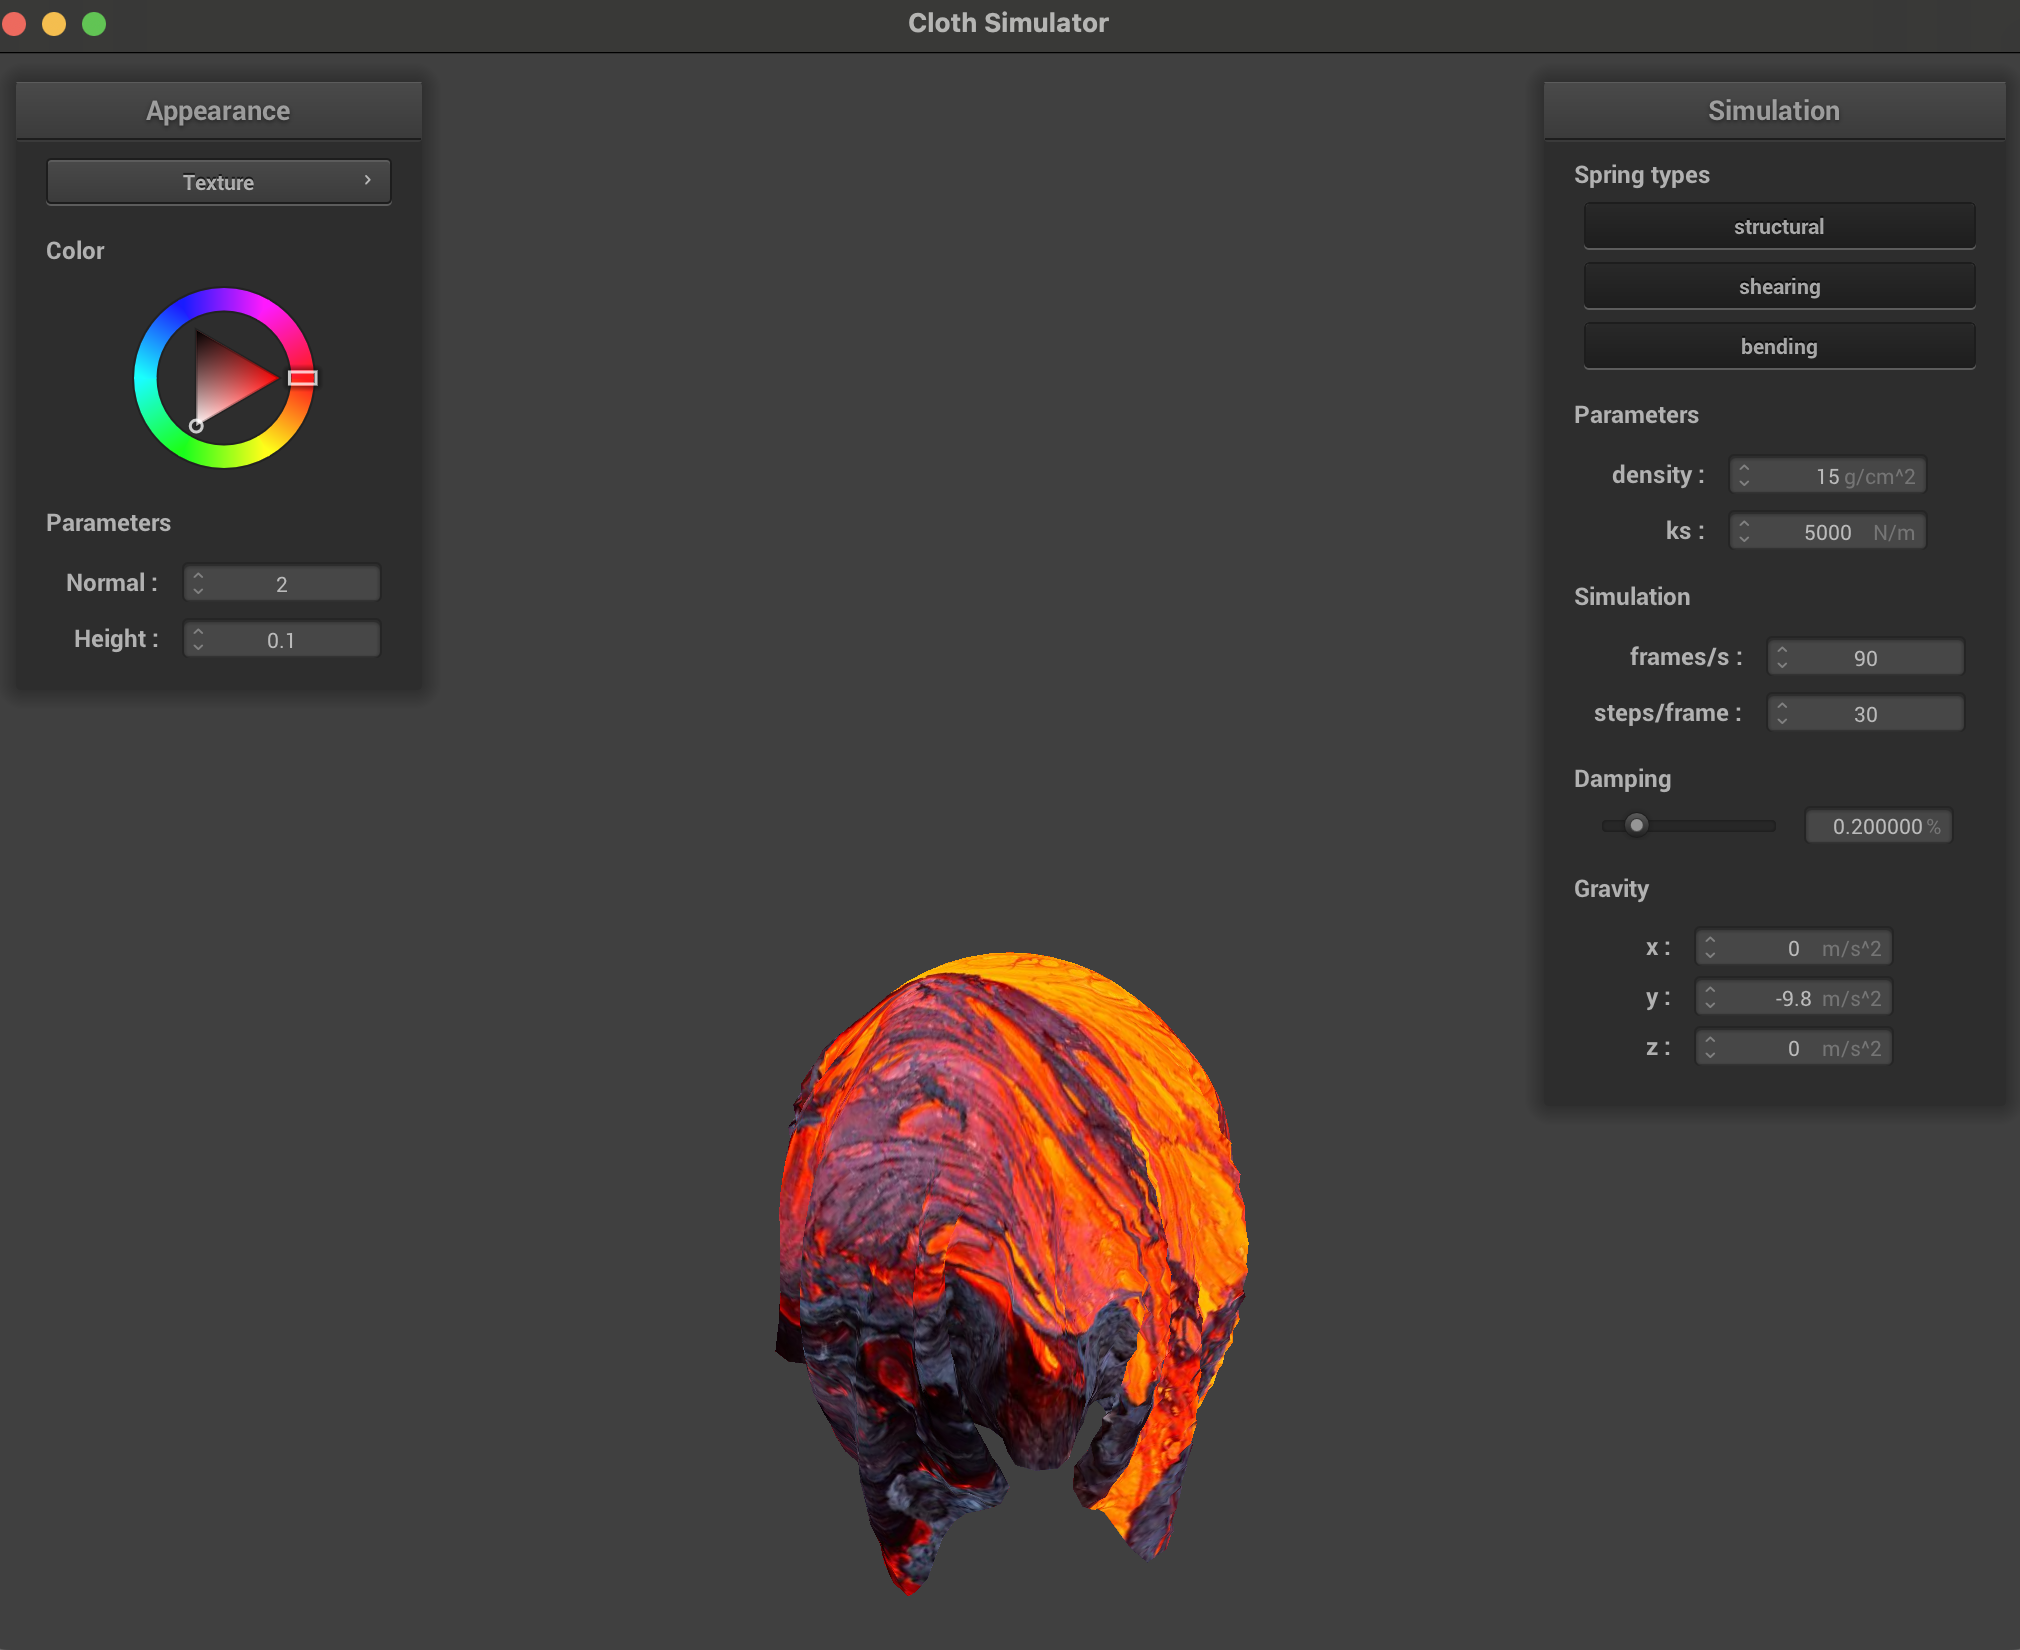 Cloth Simulator
Appearance
Texture
Color
Parameters
Normal : 2
Height : 0.1
Simulation
Spring types
structural
shearing
bending
Parameters
density : 15 g/cm^2
ks : 5000 N/m
Simulation
frames/s : 90
steps/frame : 30
Damping
0.200000 %
Gravity
x : 0 m/s^2
y : -9.8 m/s^2
z : 0 m/s^2